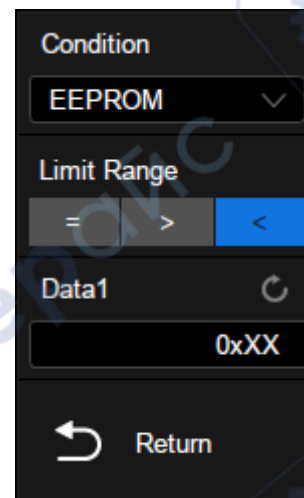 Condition
EEPROM
Limit Range
= > <
Data1
0xXX
Return